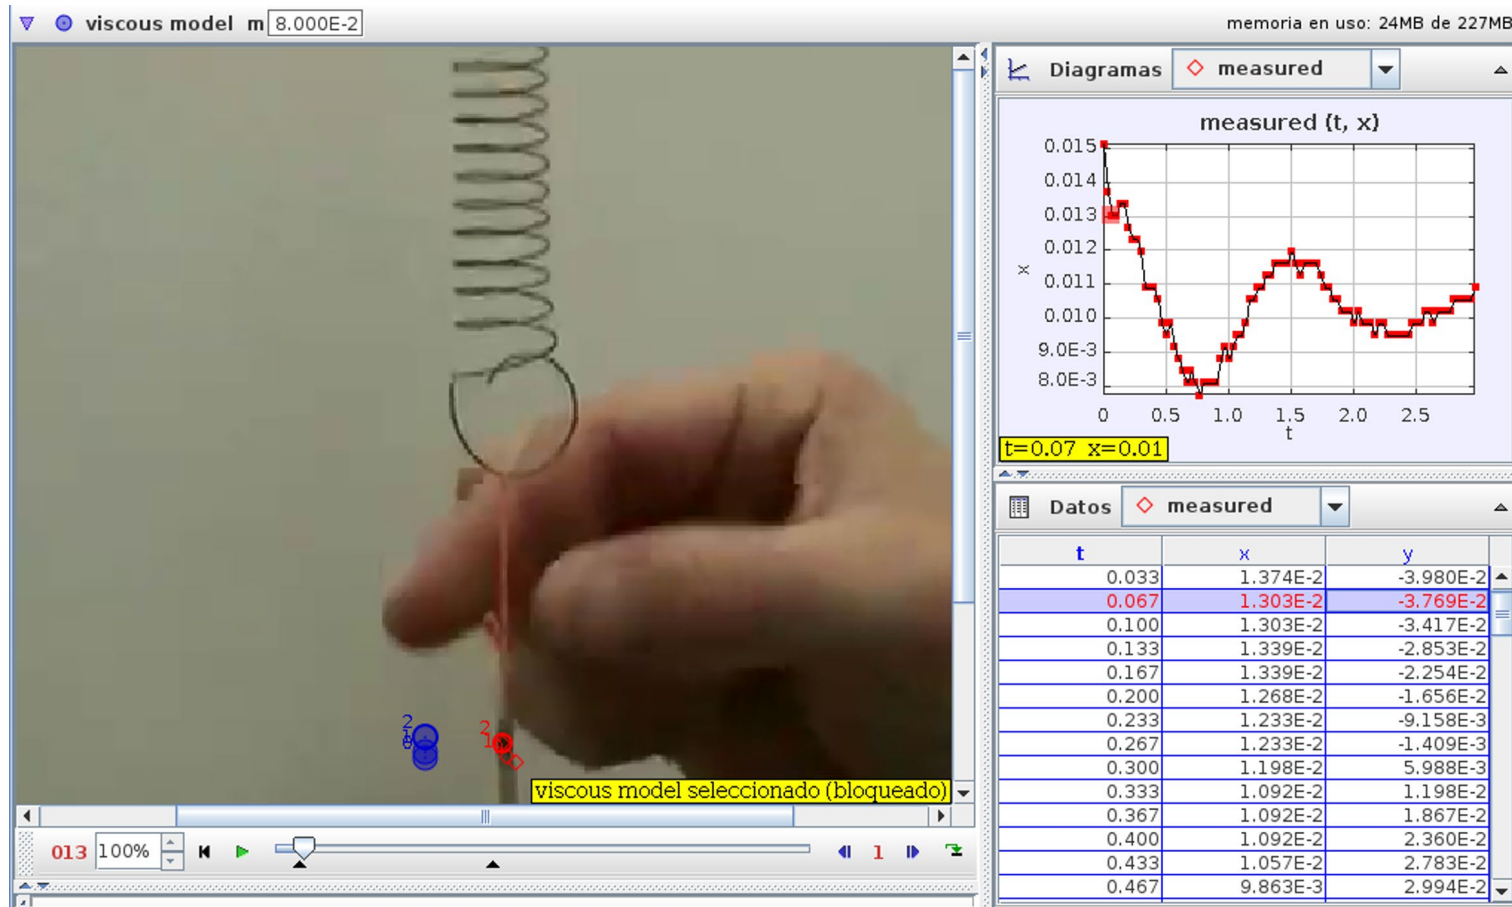 viscous model m 8.000E-2
memoria en uso: 24MB de 227MB
2
1
0
2
1
viscous model seleccionado (bloqueado)
013 100%
1
Diagramas measured
measured (t, x)
0.015
0.014
0.013
0.012
0.011
0.010
9.0E-3
8.0E-3
x
0 0.5 1.0 1.5 2.0 2.5
t
t=0.07 x=0.01
Datos measured
t x y
0.033 1.374E-2 -3.980E-2
0.067 1.303E-2 -3.769E-2
0.100 1.303E-2 -3.417E-2
0.133 1.339E-2 -2.853E-2
0.167 1.339E-2 -2.254E-2
0.200 1.268E-2 -1.656E-2
0.233 1.233E-2 -9.158E-3
0.267 1.233E-2 -1.409E-3
0.300 1.198E-2 5.988E-3
0.333 1.092E-2 1.198E-2
0.367 1.092E-2 1.867E-2
0.400 1.092E-2 2.360E-2
0.433 1.057E-2 2.783E-2
0.467 9.863E-3 2.994E-2